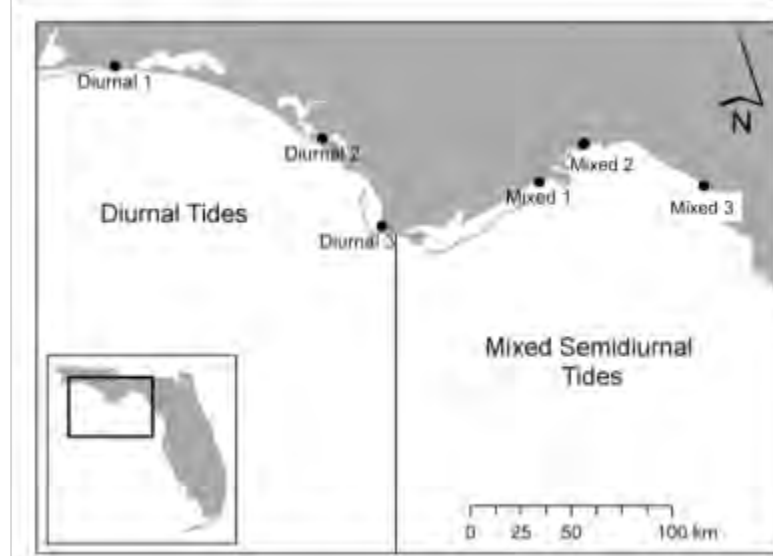 Diurnal 1
N
Diurnal 2
Mixed 2
Mixed 1
Mixed 3
Diurnal Tides
Diurnal 3
Mixed Semidiurnal
Tides
0 25 50 100 km